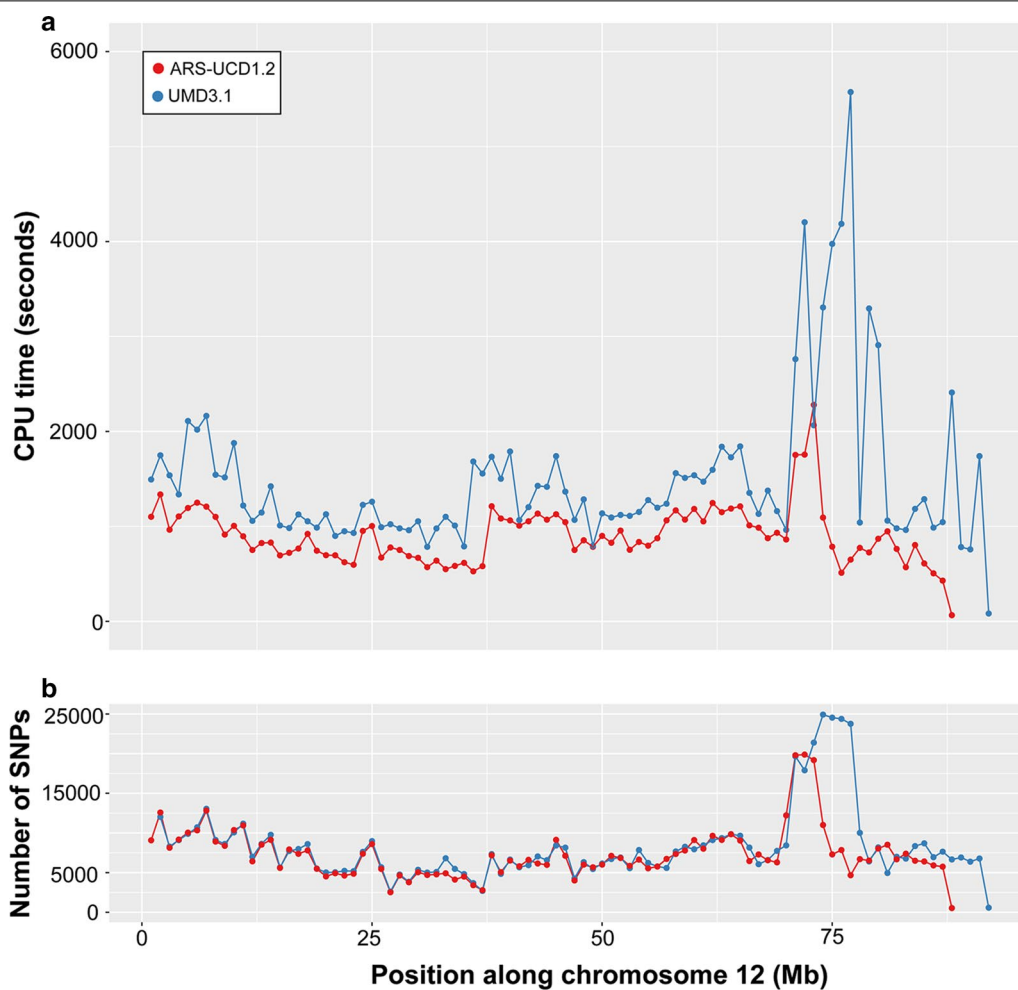 a
6000
ARS-UCD1.2
UMD3.1
4000
CPU time (seconds)
2000
0
b
25000
Number of SNPs
15000
5000
0
0 25 50 75
Position along chromosome 12 (Mb)